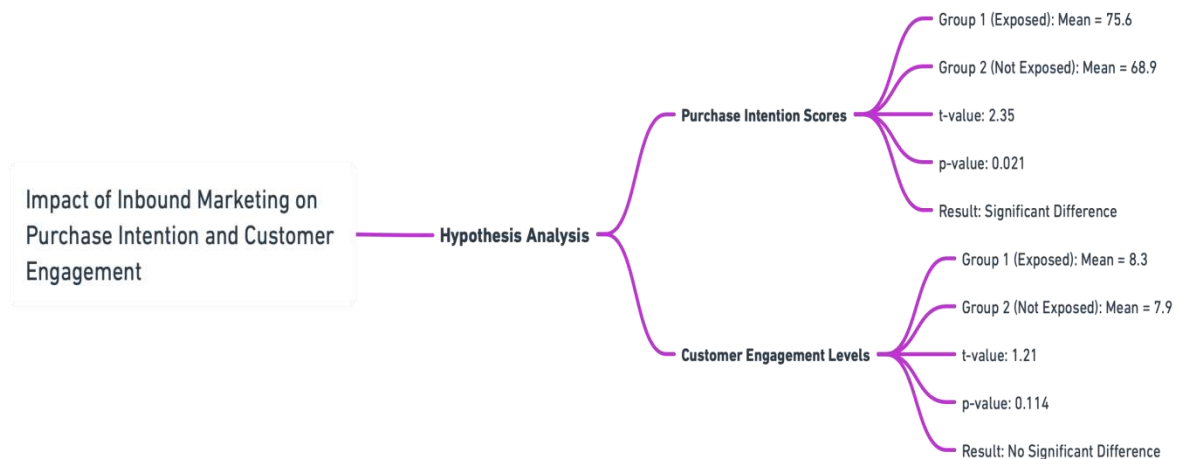 Impact of Inbound Marketing on
Purchase Intention and Customer
Engagement
Hypothesis Analysis
Purchase Intention Scores
Group 1 (Exposed): Mean = 75.6
Group 2 (Not Exposed): Mean = 68.9
t-value: 2.35
p-value: 0.021
Result: Significant Difference
Customer Engagement Levels
Group 1 (Exposed): Mean = 8.3
Group 2 (Not Exposed): Mean = 7.9
t-value: 1.21
p-value: 0.114
Result: No Significant Difference